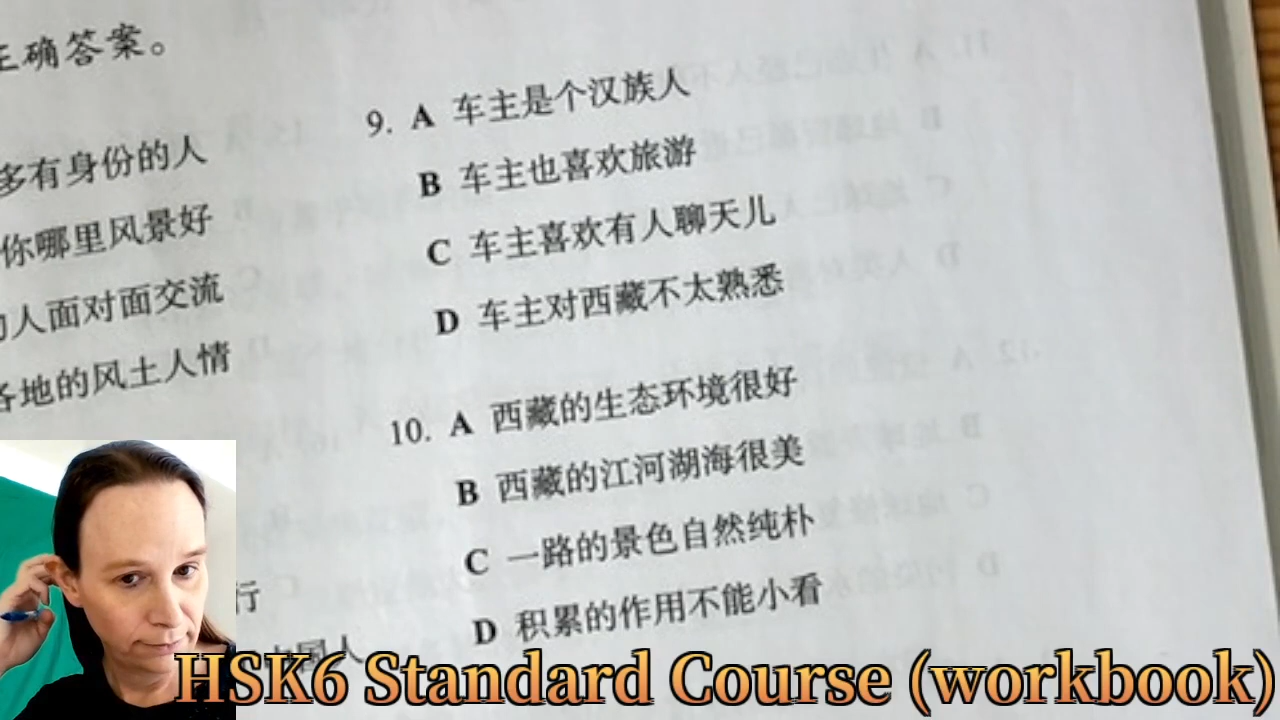 正确答案。
多有身份的人
你哪里风景好
人面对面交流
各地的风土人情
行
中国人
9. A 车主是个汉族人
B 车主也喜欢旅游
C 车主喜欢有人聊天儿
D 车主对西藏不太熟悉
10. A 西藏的生态环境很好
B 西藏的江河湖海很美
C 一路的景色自然纯朴
D 积累的作用不能小看
HSK6 Standard Course (workbook)